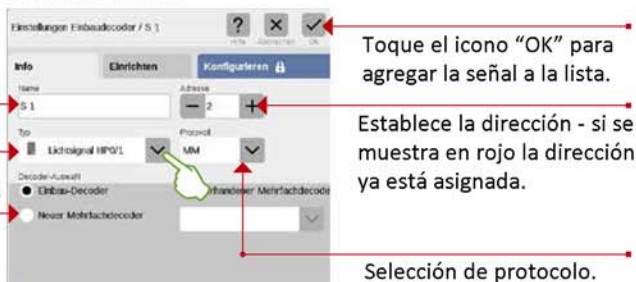 Einstellungen Einbaudecoder / S 1
? × ✓
Hilfe Abbrechen OK
Info Einrichten Konfigurieren
Name Adresse
S 1 − 2 +
Typ Protokoll
Lichtsignal HP0/1 MM
Decoder-Auswahl
Einbau-Decoder rhandener Mehrfachdecode
Neuer Mehrfachdecoder
Toque el icono “OK” para
agregar la señal a la lista.
Establece la dirección - si se
muestra en rojo la dirección
ya está asignada.
Selección de protocolo.